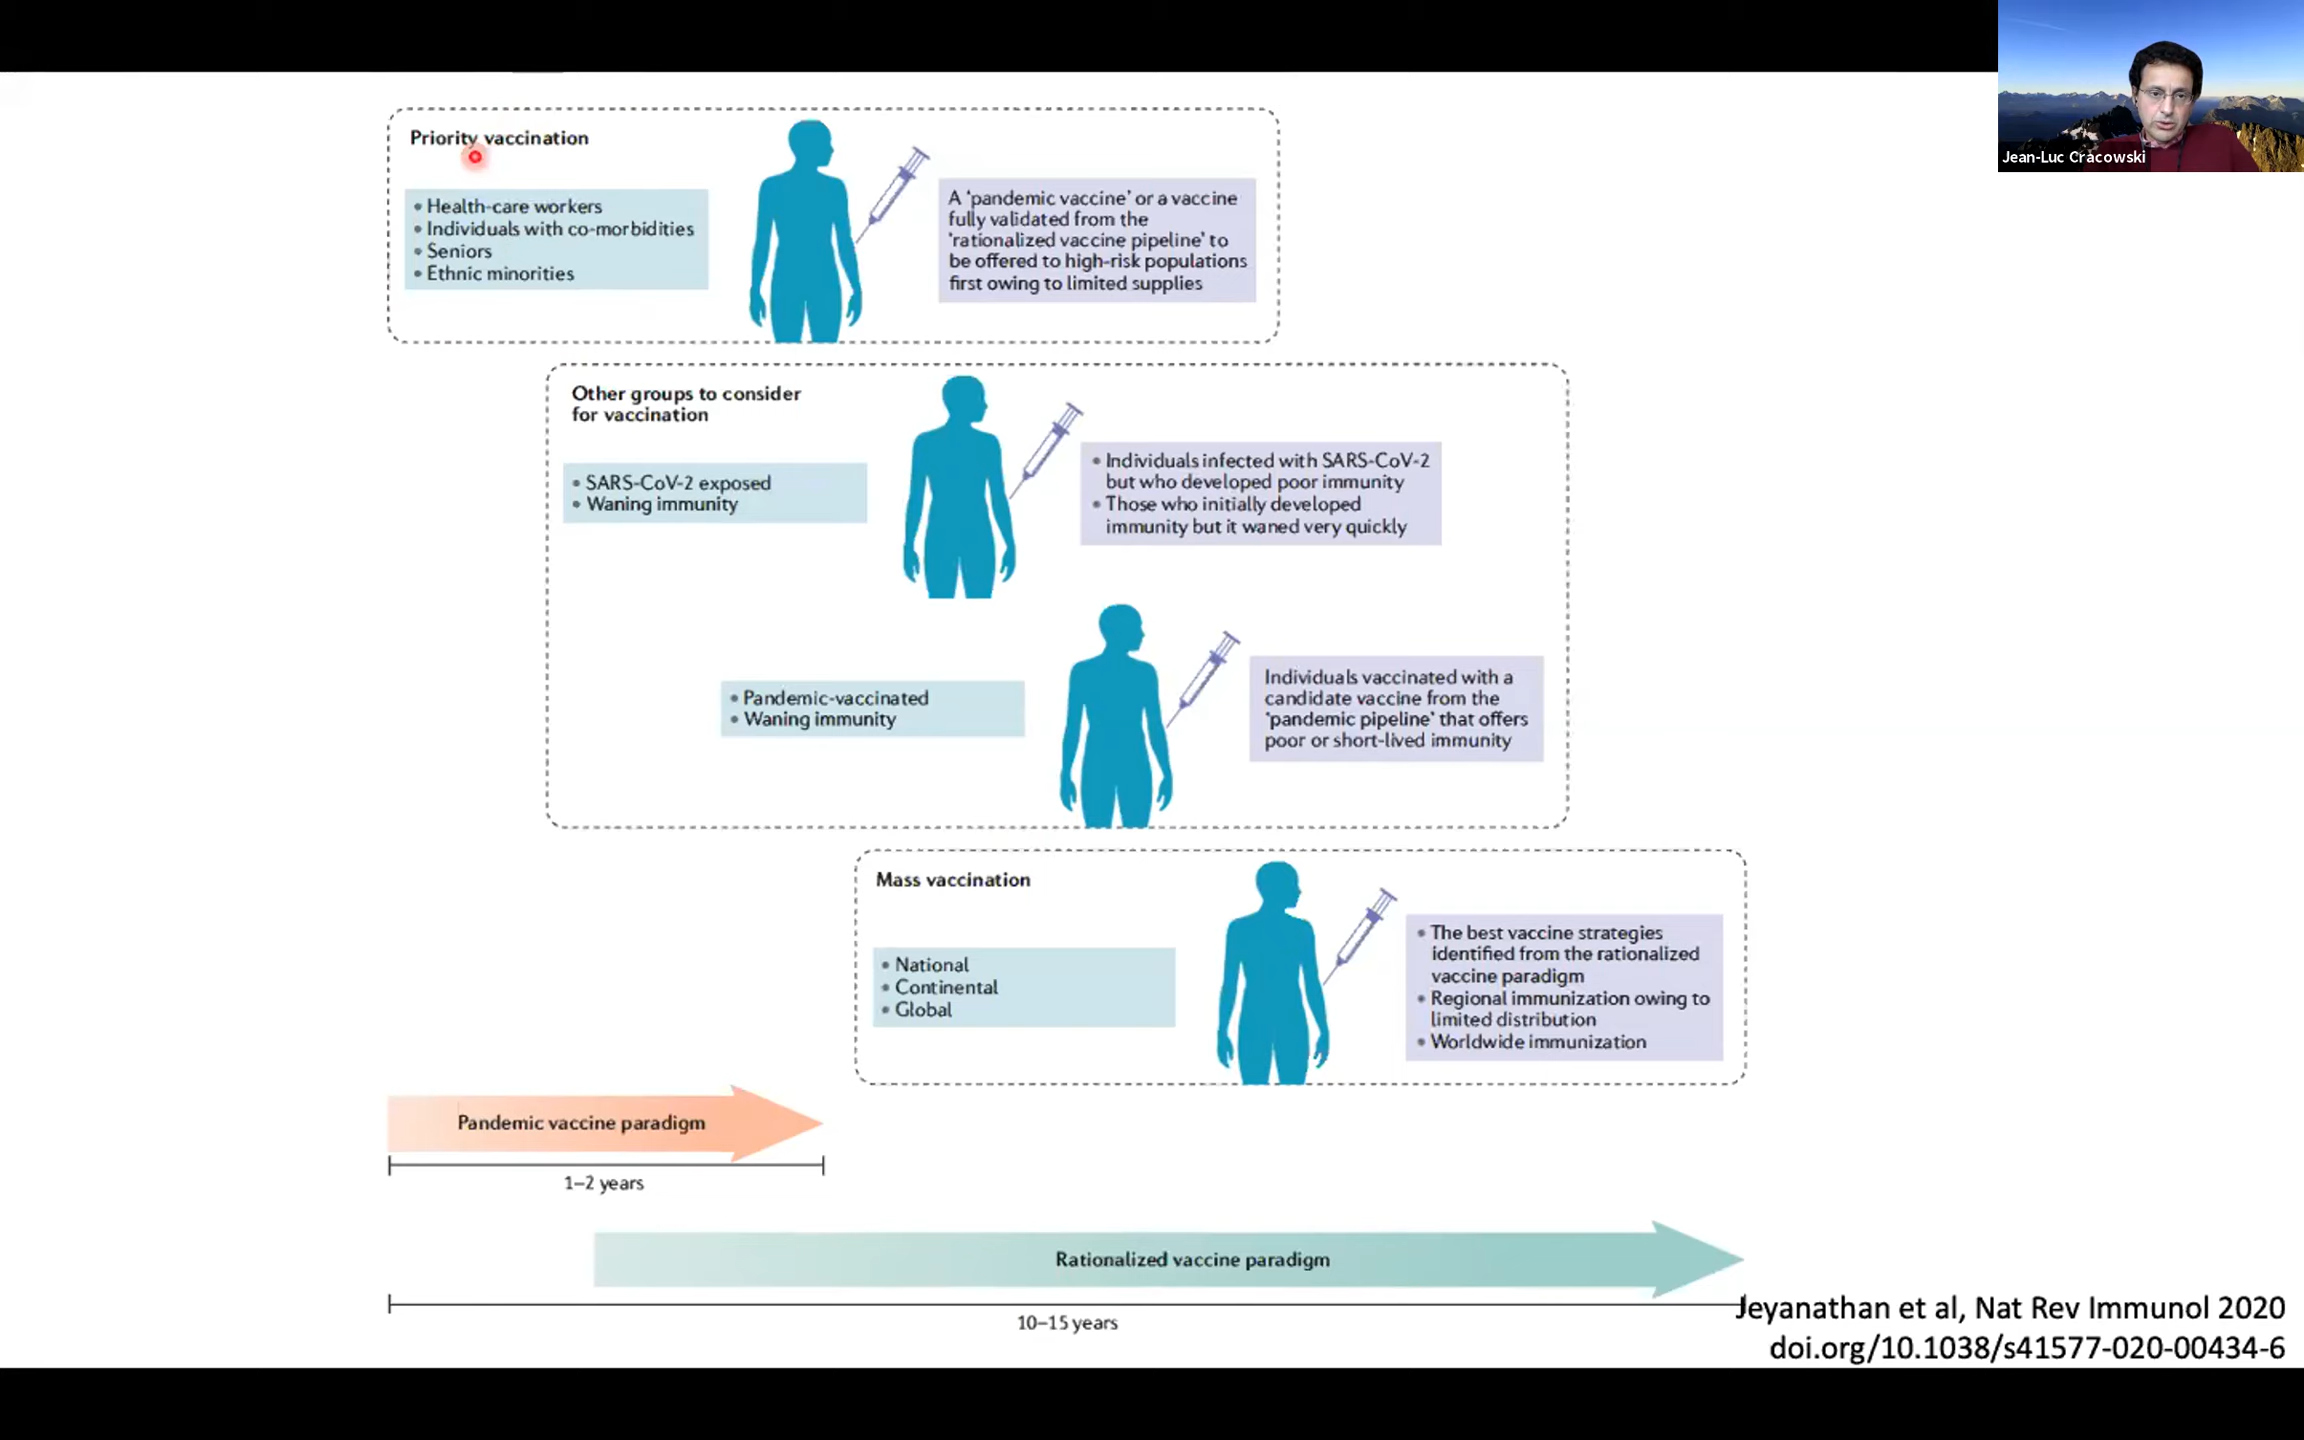 Jean-Luc Cracowski
Priority vaccination
• Health-care workers
• Individuals with co-morbidities
• Seniors
• Ethnic minorities
A ‘pandemic vaccine’ or a vaccine
fully validated from the
‘rationalized vaccine pipeline’ to
be offered to high-risk populations
first owing to limited supplies
Other groups to consider
for vaccination
• SARS-CoV-2 exposed
• Waning immunity
• Individuals infected with SARS-CoV-2
but who developed poor immunity
• Those who initially developed
immunity but it waned very quickly
• Pandemic-vaccinated
• Waning immunity
Individuals vaccinated with a
candidate vaccine from the
‘pandemic pipeline’ that offers
poor or short-lived immunity
Mass vaccination
• National
• Continental
• Global
• The best vaccine strategies
identified from the rationalized
vaccine paradigm
• Regional immunization owing to
limited distribution
• Worldwide immunization
Pandemic vaccine paradigm
1–2 years
Rationalized vaccine paradigm
10–15 years
Jeyanathan et al, Nat Rev Immunol 2020
doi.org/10.1038/s41577-020-00434-6